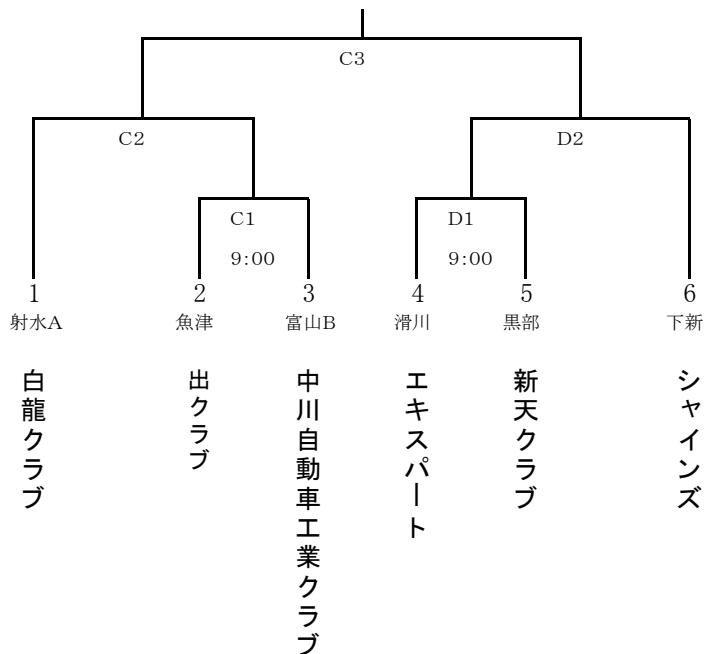 C3
C2
D2
C1
D1
9:00
9:00
1
2
3
4
5
6
射水A
魚津
富山B
滑川
黒部
下新
白龍クラブ
出クラブ
中川自動車工業クラブ
エキスパート
新天クラブ
シャインズ